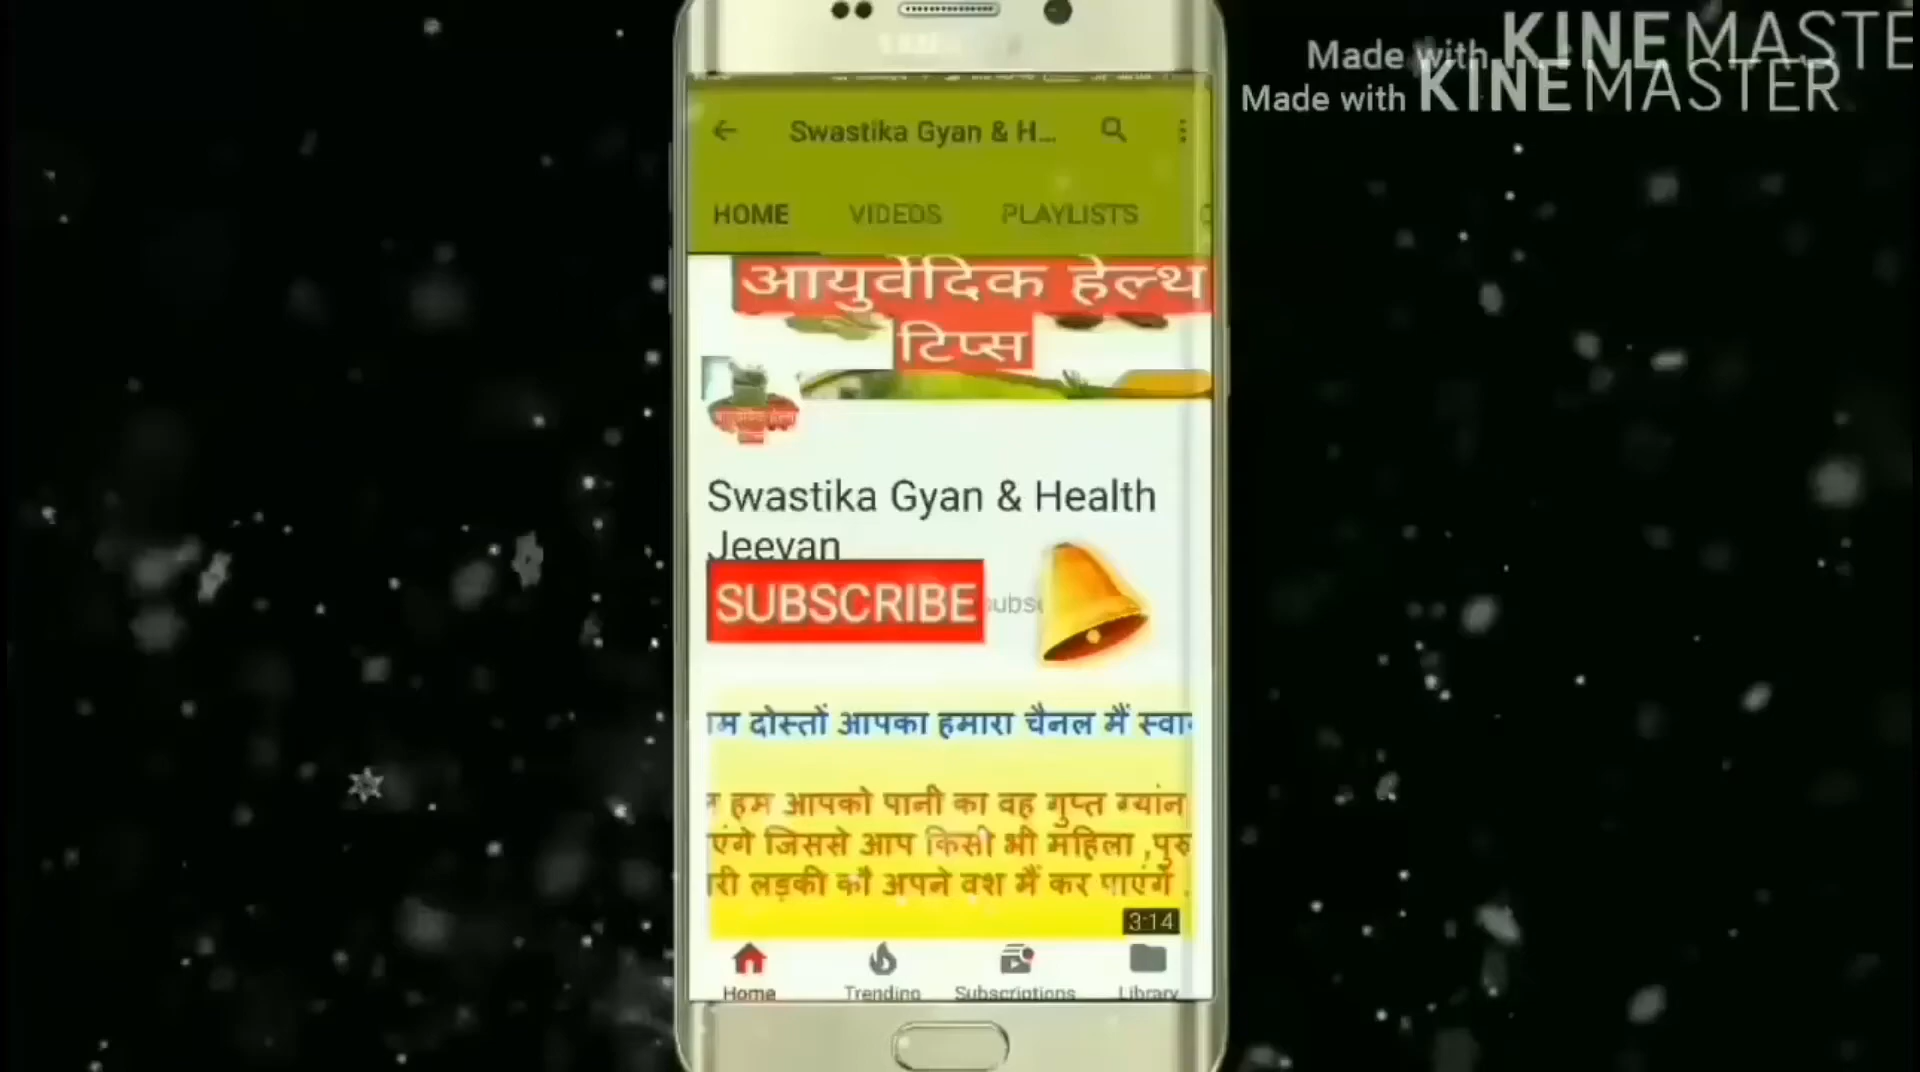 Made with KINEMASTE
Made with KINEMASTER
Swastika Gyan & H...
HOME VIDEOS PLAYLISTS
आयुर्वेदिक हेल्थ
टिप्स
Swastika Gyan & Health
Jeevan
SUBSCRIBE subsc
ाम दोस्तों आपका हमारा चैनल मैं स्वा
हम आपको पानी का वह गुप्त ग्यांन
एंगे जिससे आप किसी भी महिला ,पुरु
री लड़की कौ अपने वश मैं कर पाएंगे .
3:14
Home Trending Subscriptions Library